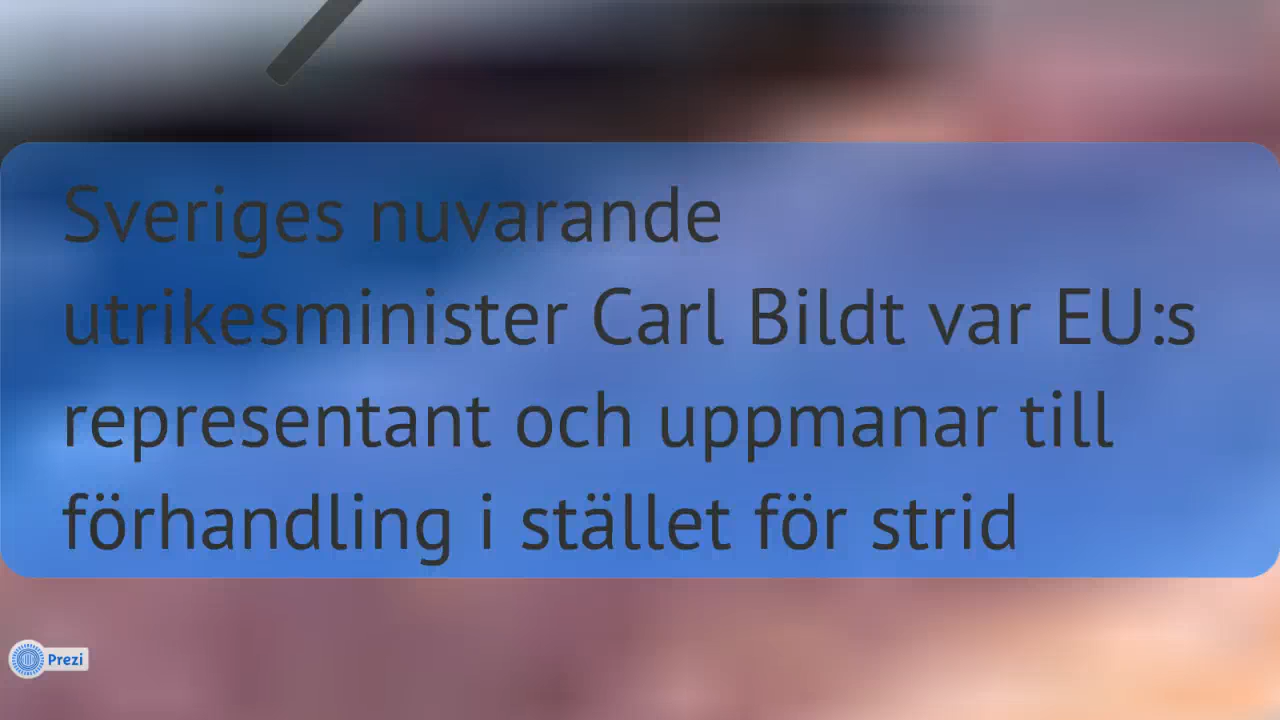 Sveriges nuvarande
utrikesminister Carl Bildt var EU:s
representant och uppmanar till
förhandling i stället för strid
Prezi